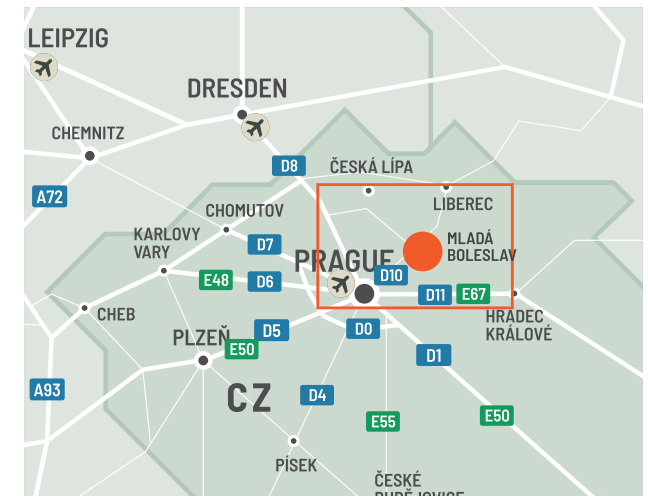 LEIPZIG
DRESDEN
CHEMNITZ
D8
ČESKÁ LÍPA
A72
LIBEREC
CHOMUTOV
KARLOVY
VARY
D7
MLADÁ
BOLESLAV
PRAGUE
D10
E48
D6
D11
E67
CHEB
HRADEC
KRÁLOVÉ
PLZEŇ
D5
D0
E50
D1
A93
CZ
D4
E55
E50
PÍSEK
ČESKÉ
BUDĚJOVICE